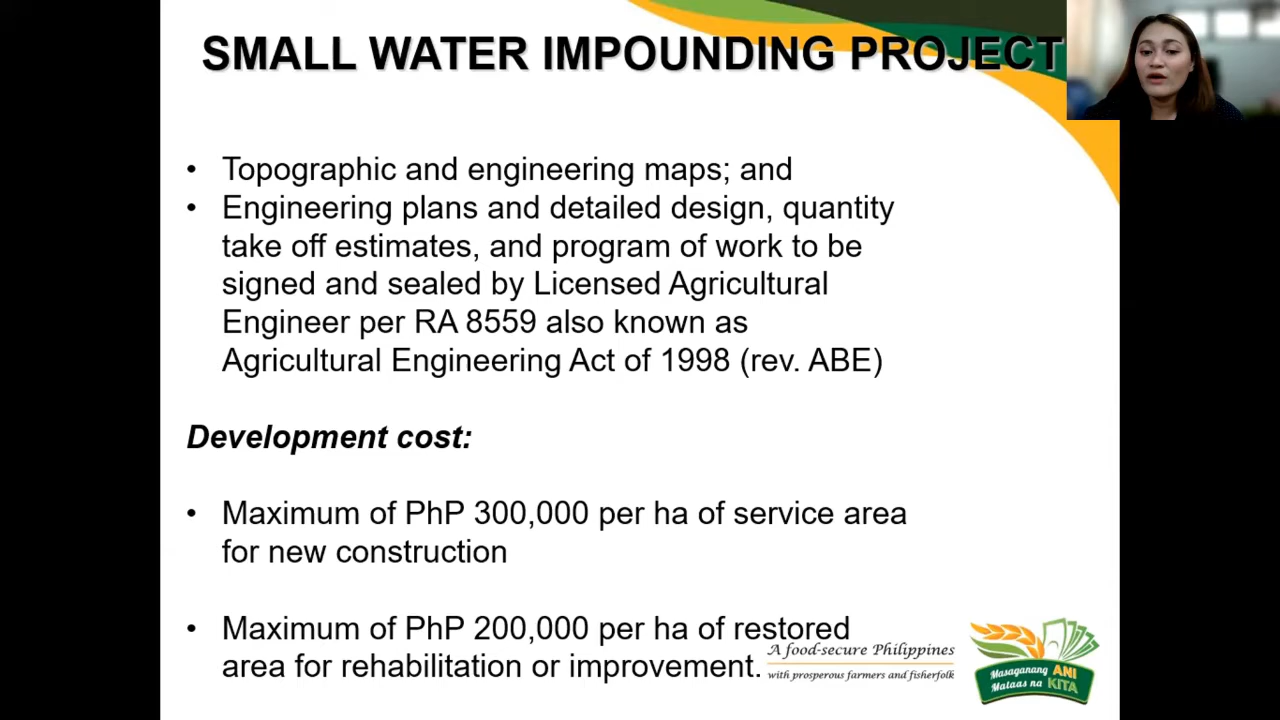 SMALL WATER IMPOUNDING PROJECT
• Topographic and engineering maps; and
• Engineering plans and detailed design, quantity
take off estimates, and program of work to be
signed and sealed by Licensed Agricultural
Engineer per RA 8559 also known as
Agricultural Engineering Act of 1998 (rev. ABE)
Development cost:
• Maximum of PhP 300,000 per ha of service area
for new construction
• Maximum of PhP 200,000 per ha of restored
area for rehabilitation or improvement.
A food-secure Philippines
with prosperous farmers and fisherfolk
Masaganang ANI
Mataas na KITA